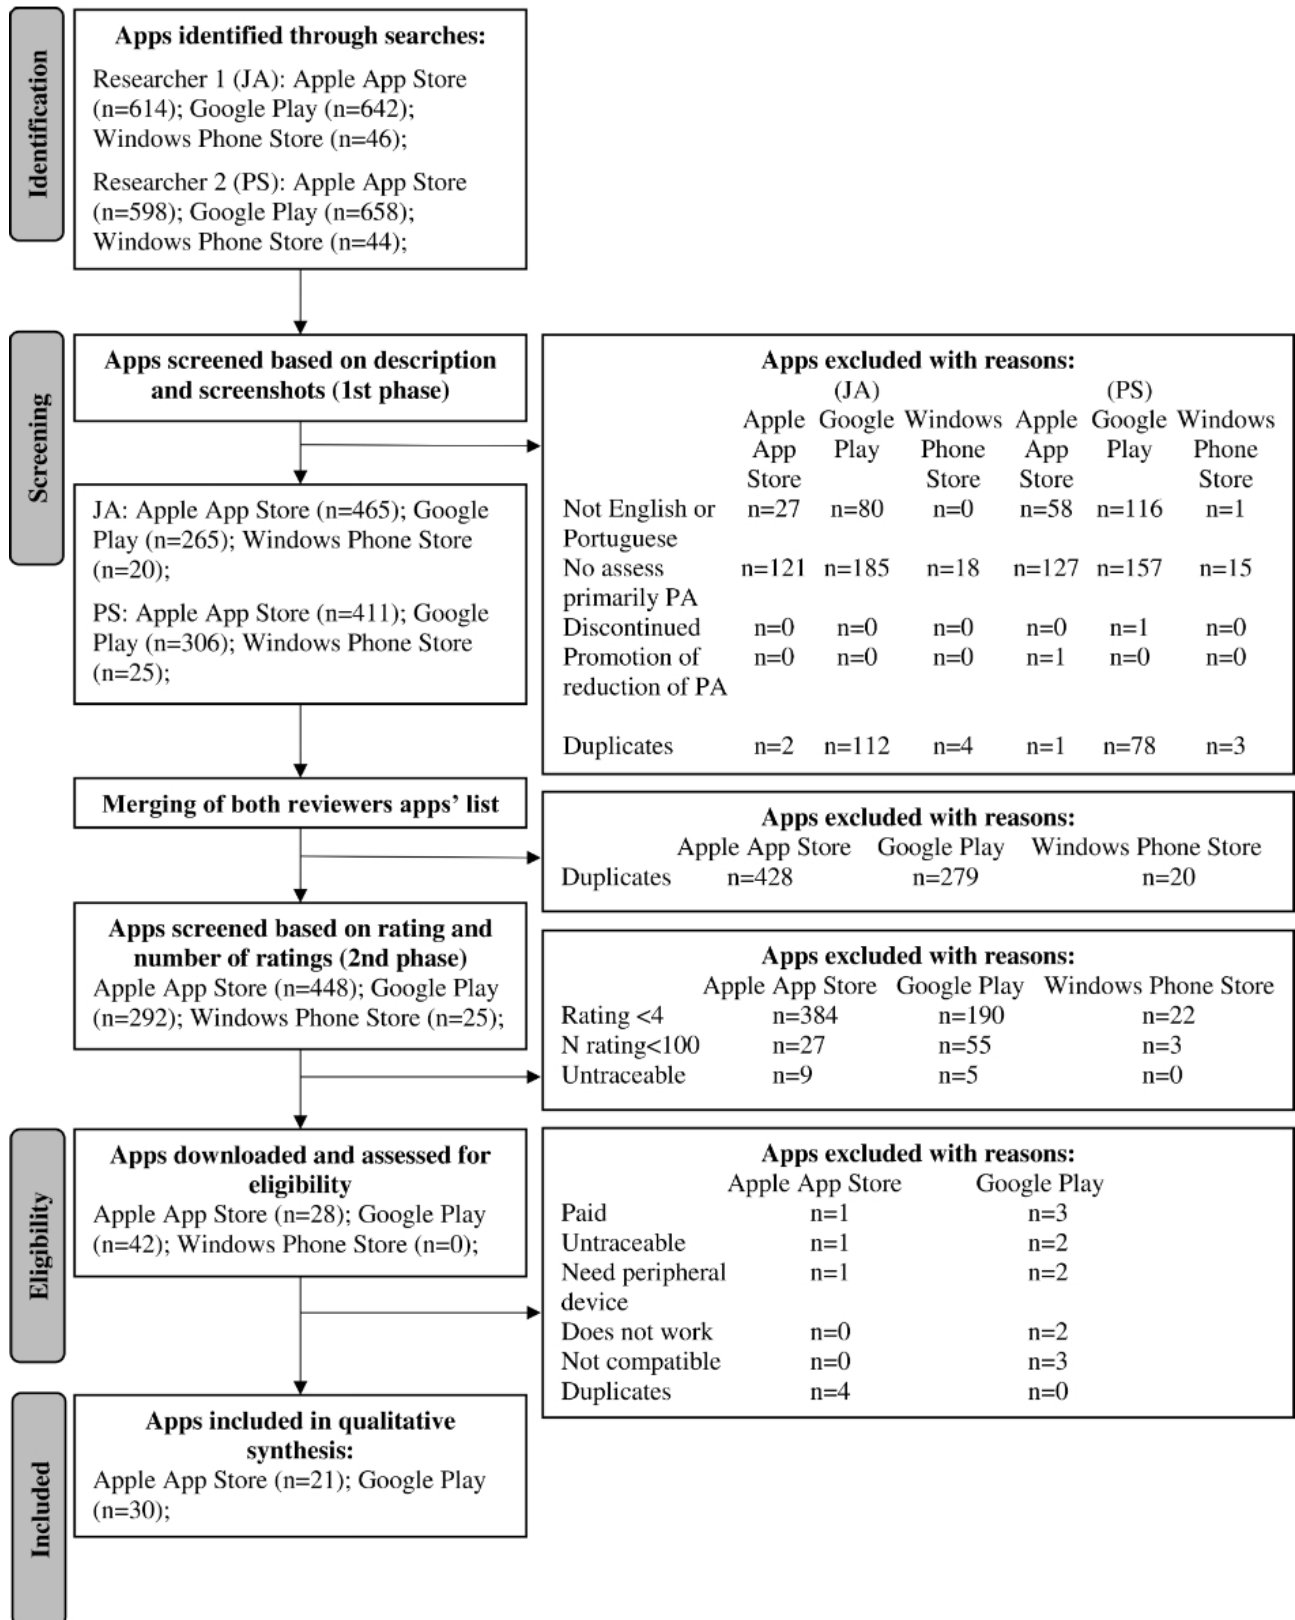 Identification
Apps identified through searches:
Researcher 1 (JA): Apple App Store
(n=614); Google Play (n=642);
Windows Phone Store (n=46);
Researcher 2 (PS): Apple App Store
(n=598); Google Play (n=658);
Windows Phone Store (n=44);
Screening
Apps screened based on description
and screenshots (1st phase)
Apps excluded with reasons:
(JA) (PS)
Apple Google Windows Apple Google Windows
App Play Phone App Play Phone
Store Store Store Store
Not English or n=27 n=80 n=0 n=58 n=116 n=1
Portuguese
No assess n=121 n=185 n=18 n=127 n=157 n=15
primarily PA
Discontinued n=0 n=0 n=0 n=0 n=1 n=0
Promotion of n=0 n=0 n=0 n=1 n=0 n=0
reduction of PA
Duplicates n=2 n=112 n=4 n=1 n=78 n=3
JA: Apple App Store (n=465); Google
Play (n=265); Windows Phone Store
(n=20);
PS: Apple App Store (n=411); Google
Play (n=306); Windows Phone Store
(n=25);
Merging of both reviewers apps' list
Apps excluded with reasons:
Apple App Store Google Play Windows Phone Store
Duplicates n=428 n=279 n=20
Apps screened based on rating and
number of ratings (2nd phase)
Apple App Store (n=448); Google Play
(n=292); Windows Phone Store (n=25);
Apps excluded with reasons:
Apple App Store Google Play Windows Phone Store
Rating <4 n=384 n=190 n=22
N rating<100 n=27 n=55 n=3
Untraceable n=9 n=5 n=0
Eligibility
Apps downloaded and assessed for
eligibility
Apple App Store (n=28); Google Play
(n=42); Windows Phone Store (n=0);
Apps excluded with reasons:
Apple App Store Google Play
Paid n=1 n=3
Untraceable n=1 n=2
Need peripheral n=1 n=2
device
Does not work n=0 n=2
Not compatible n=0 n=3
Duplicates n=4 n=0
Included
Apps included in qualitative
synthesis:
Apple App Store (n=21); Google Play
(n=30);